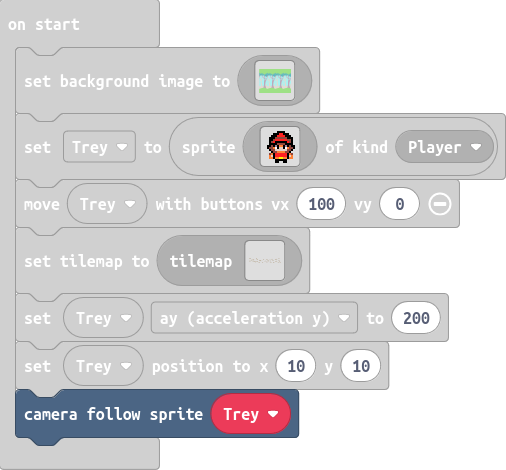 on start
set background image to
set Trey to sprite of kind Player
move Trey with buttons vx 100 vy 0
set tilemap to tilemap
set Trey ay (acceleration y) to 200
set Trey position to x 10 y 10
camera follow sprite Trey